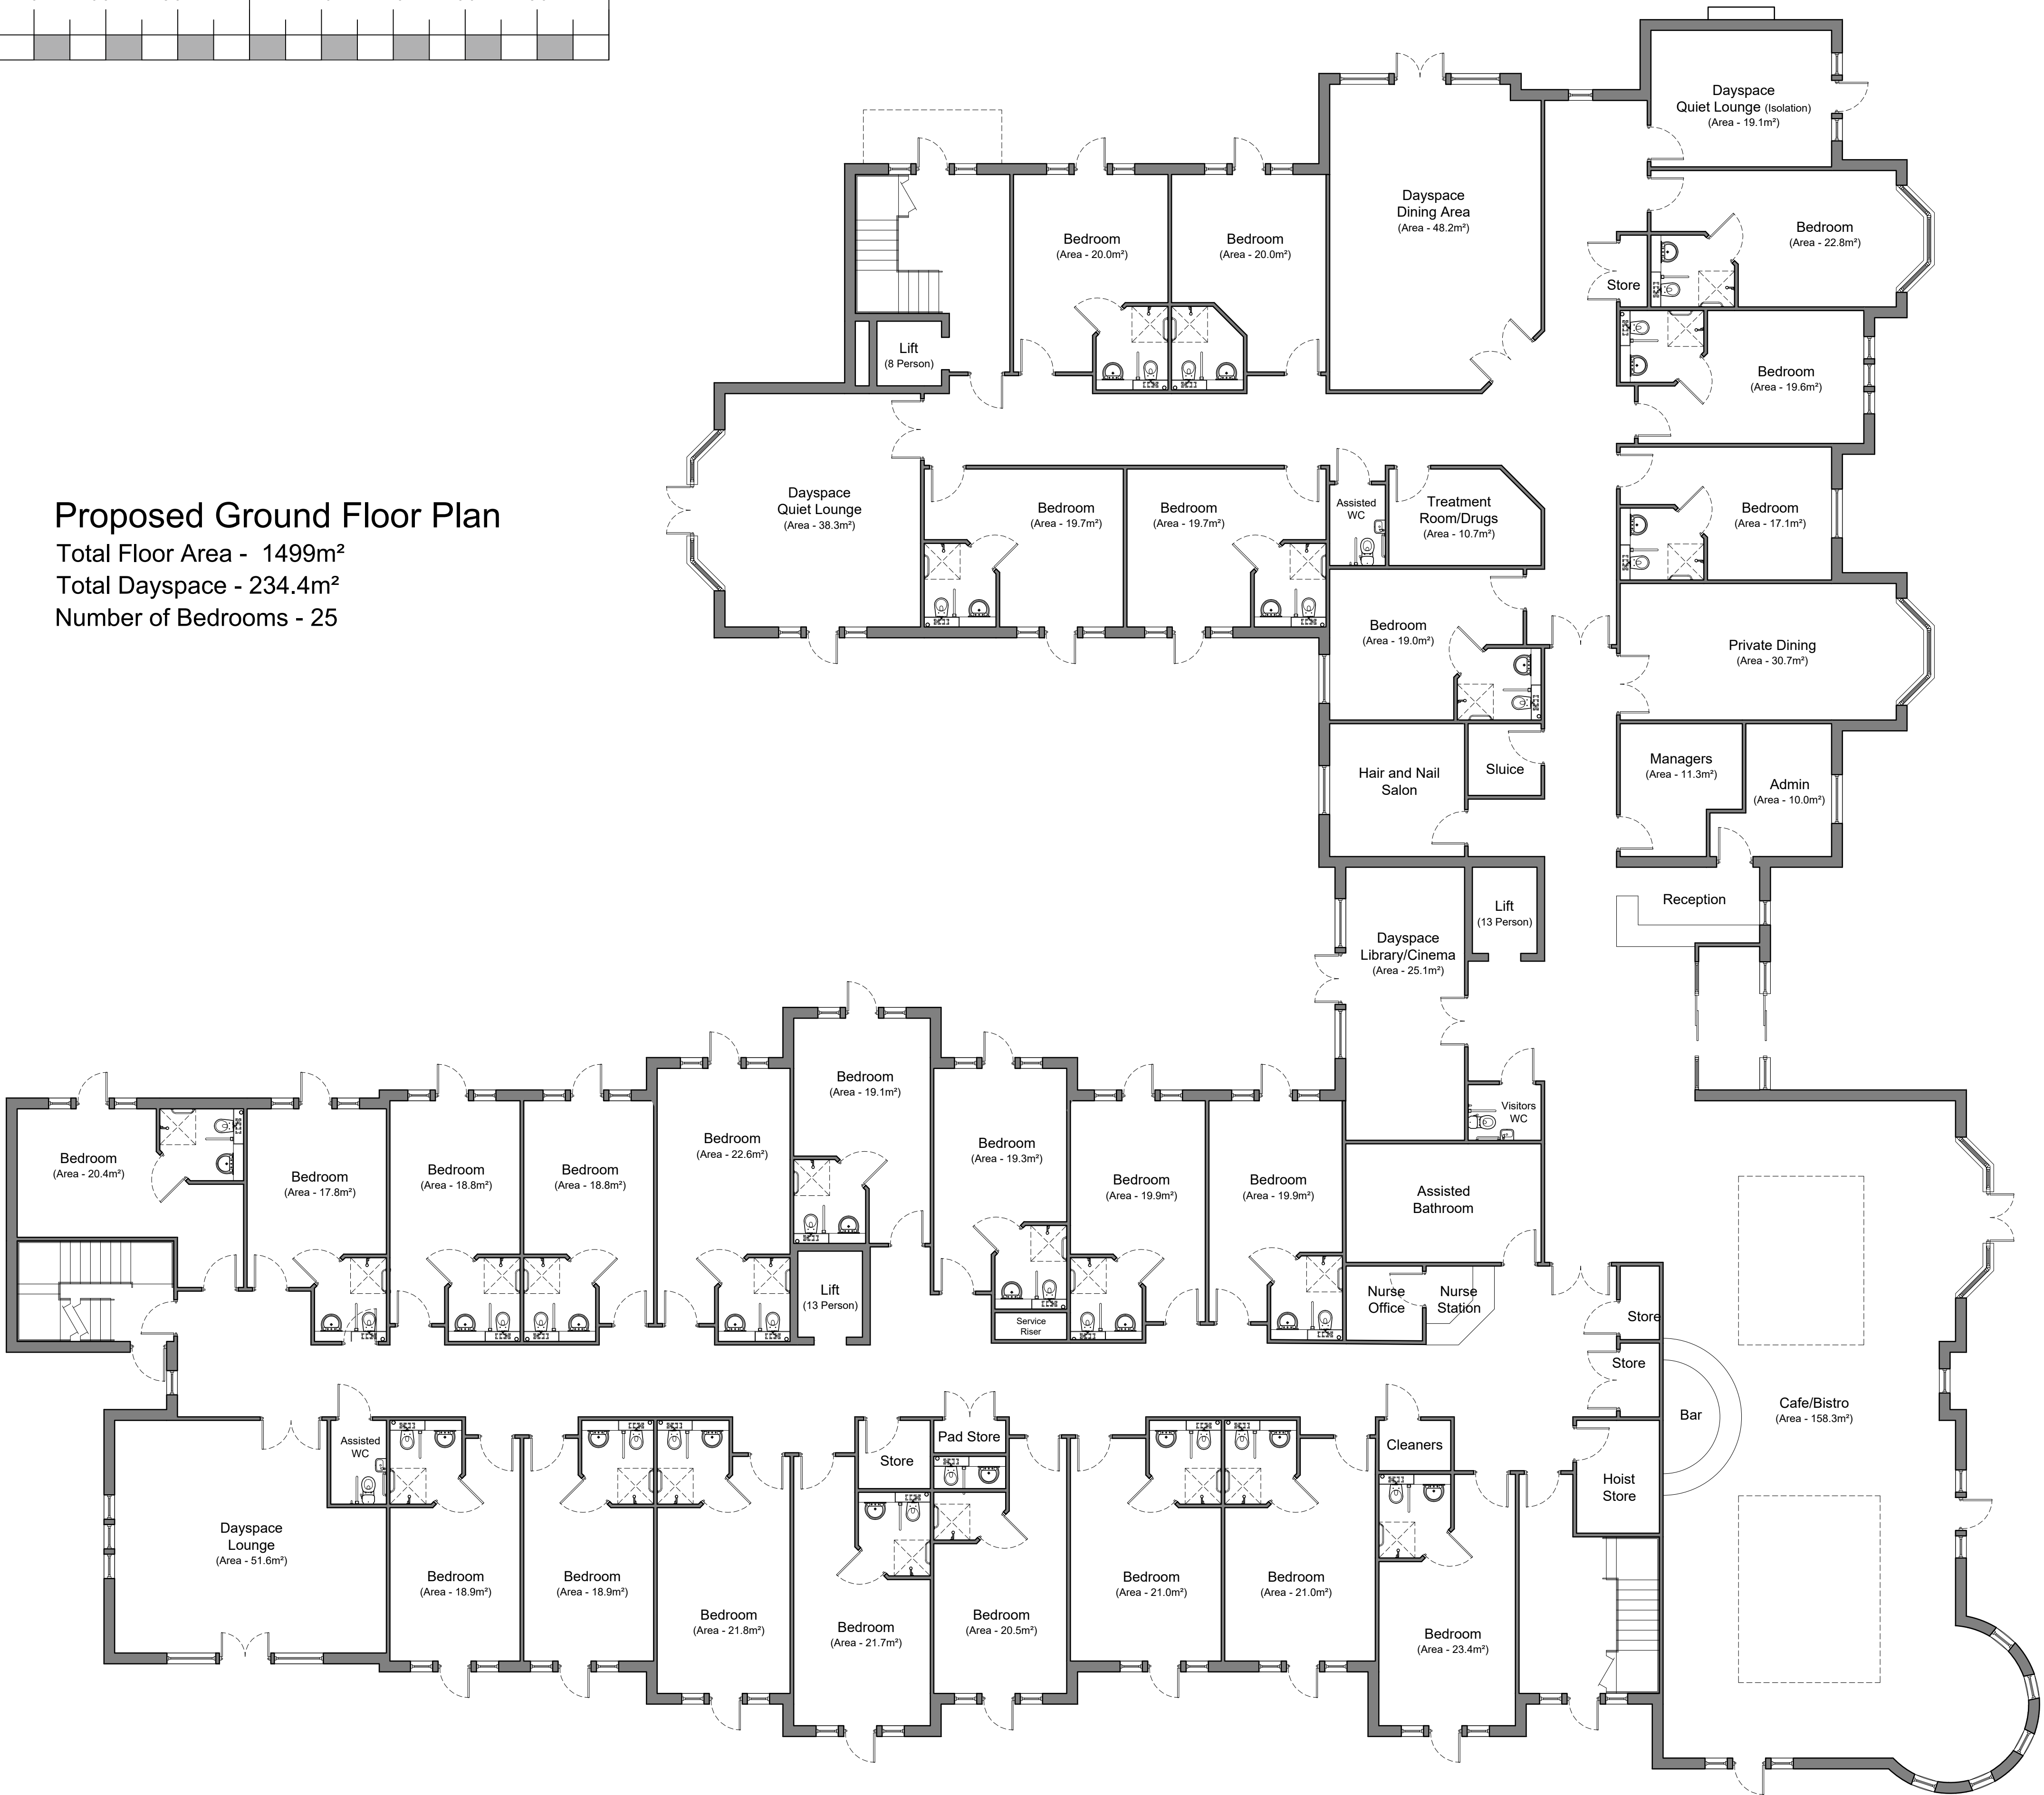 Proposed Ground Floor Plan
Total Floor Area -  1499m²
Total Dayspace - 234.4m²
Number of Bedrooms - 25
Dayspace
Quiet Lounge (Isolation)
(Area - 19.1m²)
Dayspace
Dining Area
(Area - 48.2m²)
Bedroom
(Area - 20.0m²)
Bedroom
(Area - 20.0m²)
Bedroom
(Area - 22.8m²)
Store
Lift
(8 Person)
Bedroom
(Area - 19.6m²)
Dayspace
Quiet Lounge
(Area - 38.3m²)
Bedroom
(Area - 19.7m²)
Bedroom
(Area - 19.7m²)
Assisted
WC
Treatment
Room/Drugs
(Area - 10.7m²)
Bedroom
(Area - 17.1m²)
Bedroom
(Area - 19.0m²)
Private Dining
(Area - 30.7m²)
Hair and Nail
Salon
Sluice
Managers
(Area - 11.3m²)
Admin
(Area - 10.0m²)
Reception
Lift
(13 Person)
Dayspace
Library/Cinema
(Area - 25.1m²)
Visitors
WC
Bedroom
(Area - 20.4m²)
Bedroom
(Area - 17.8m²)
Bedroom
(Area - 18.8m²)
Bedroom
(Area - 18.8m²)
Bedroom
(Area - 22.6m²)
Bedroom
(Area - 19.1m²)
Bedroom
(Area - 19.3m²)
Bedroom
(Area - 19.9m²)
Bedroom
(Area - 19.9m²)
Assisted
Bathroom
Lift
(13 Person)
Service
Riser
Nurse
Office
Nurse
Station
Store
Store
Bar
Cafe/Bistro
(Area - 158.3m²)
Assisted
WC
Dayspace
Lounge
(Area - 51.6m²)
Bedroom
(Area - 18.9m²)
Bedroom
(Area - 18.9m²)
Bedroom
(Area - 21.8m²)
Store
Bedroom
(Area - 21.7m²)
Pad Store
Bedroom
(Area - 20.5m²)
Bedroom
(Area - 21.0m²)
Bedroom
(Area - 21.0m²)
Cleaners
Bedroom
(Area - 23.4m²)
Hoist
Store